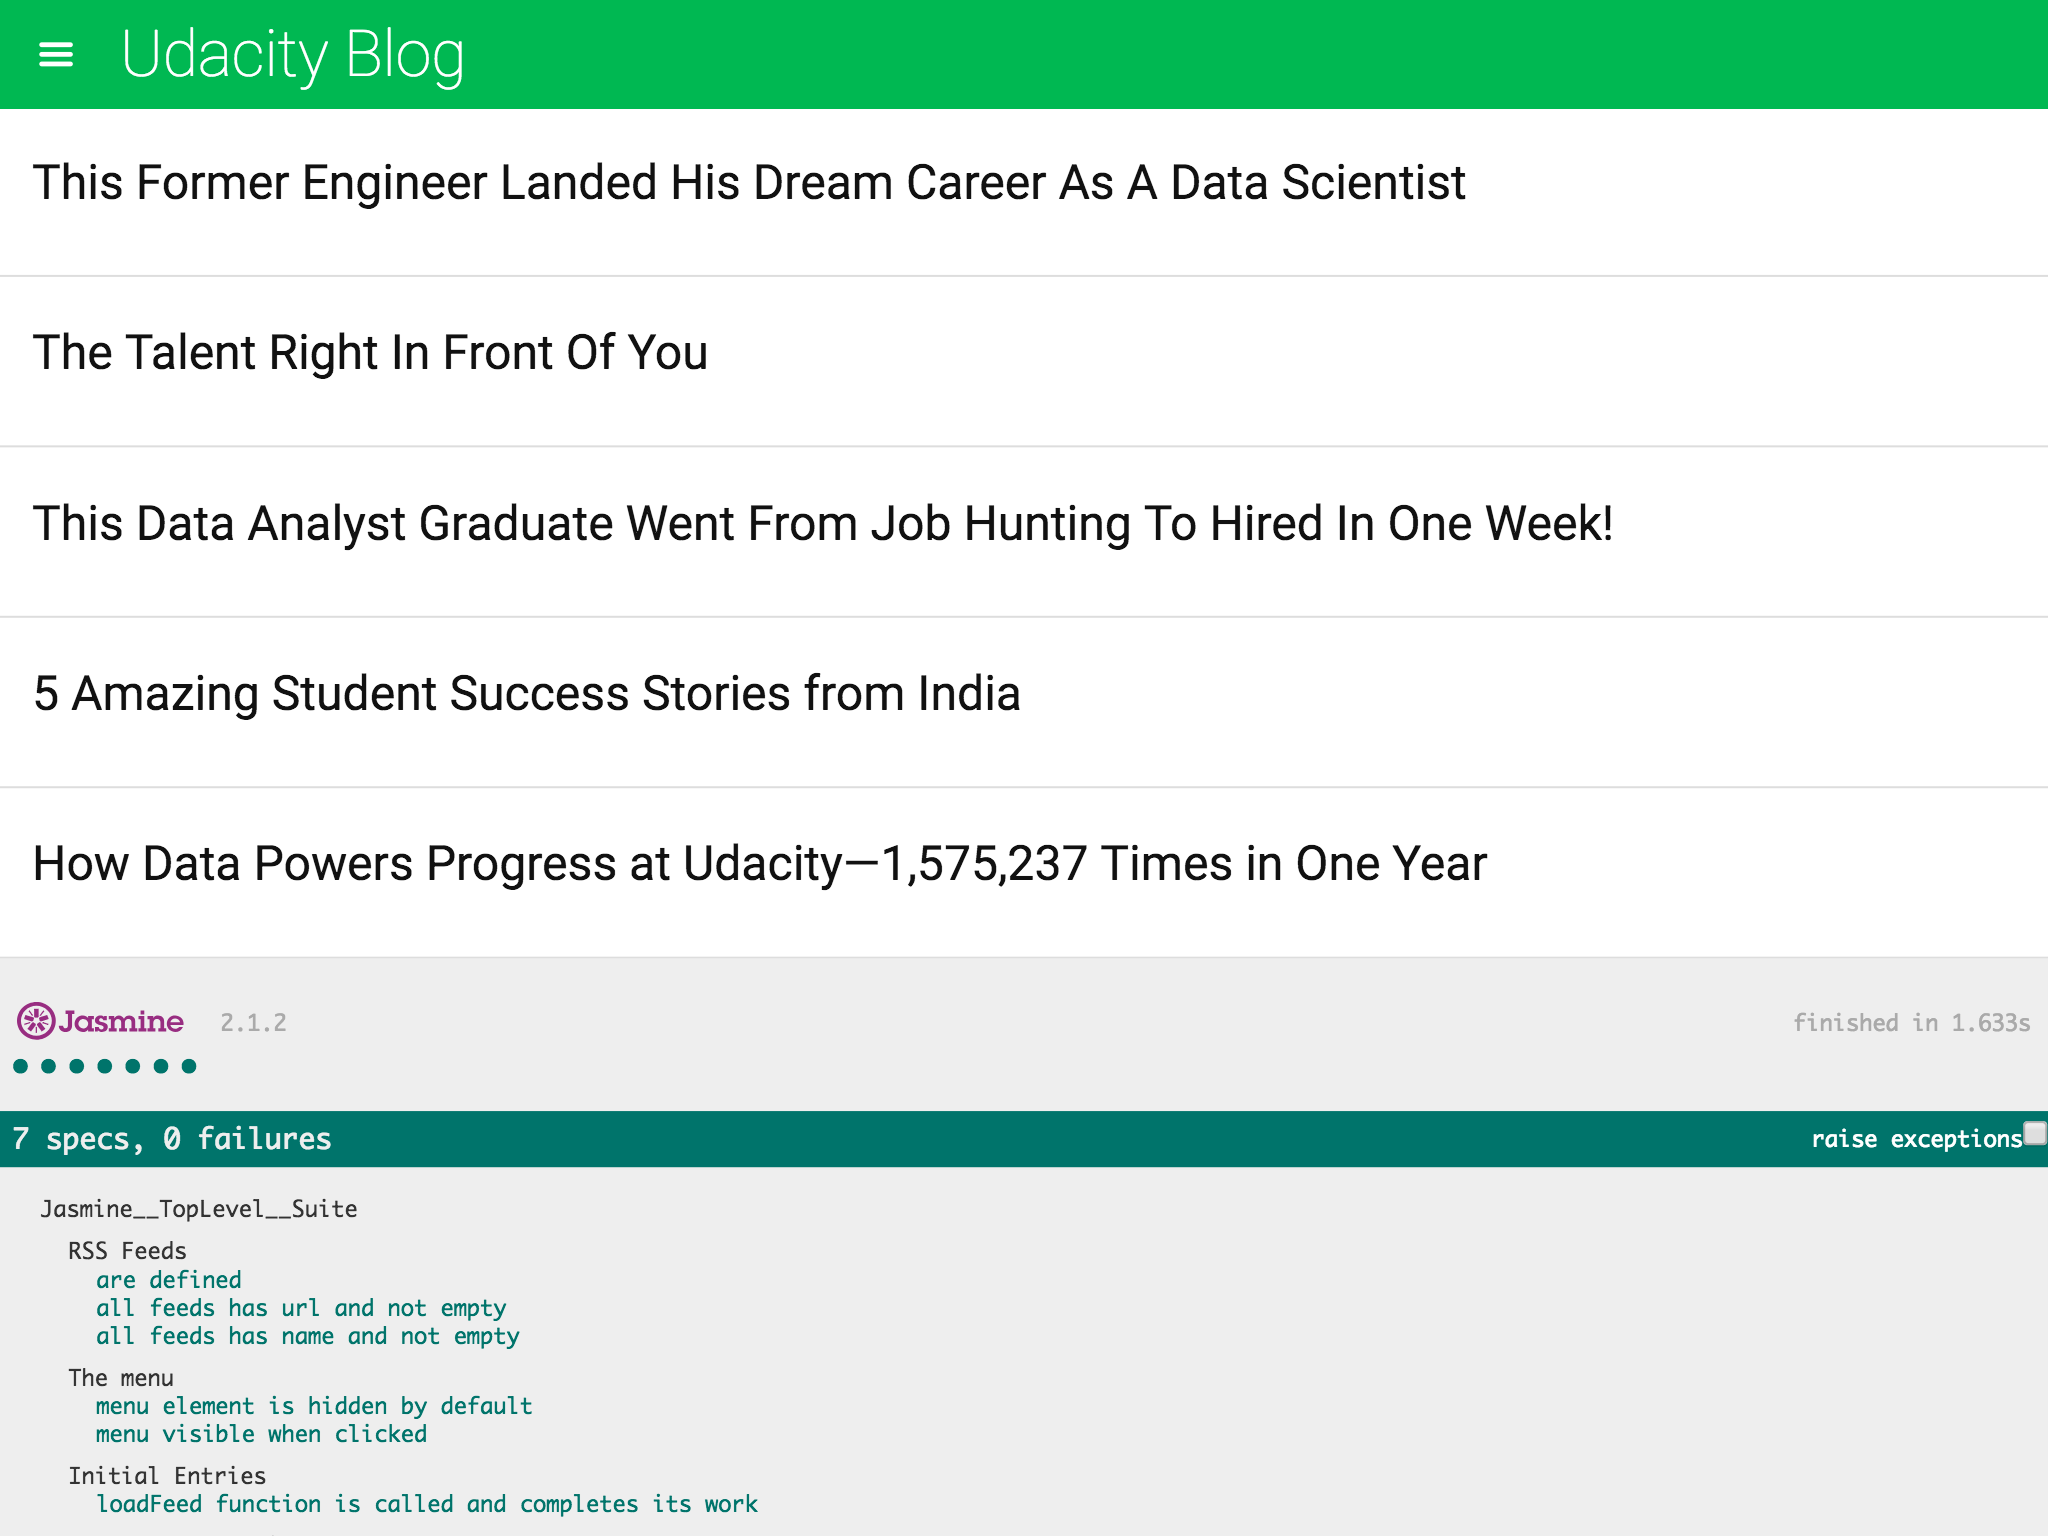 Udacity Blog
This Former Engineer Landed His Dream Career As A Data Scientist
The Talent Right In Front Of You
This Data Analyst Graduate Went From Job Hunting To Hired In One Week!
5 Amazing Student Success Stories from India
How Data Powers Progress at Udacity—1,575,237 Times in One Year
Jasmine 2.1.2 finished in 1.633s
7 specs, 0 failures raise exceptions
Jasmine__TopLevel__Suite
RSS Feeds
are defined
all feeds has url and not empty
all feeds has name and not empty
The menu
menu element is hidden by default
menu visible when clicked
Initial Entries
loadFeed function is called and completes its work